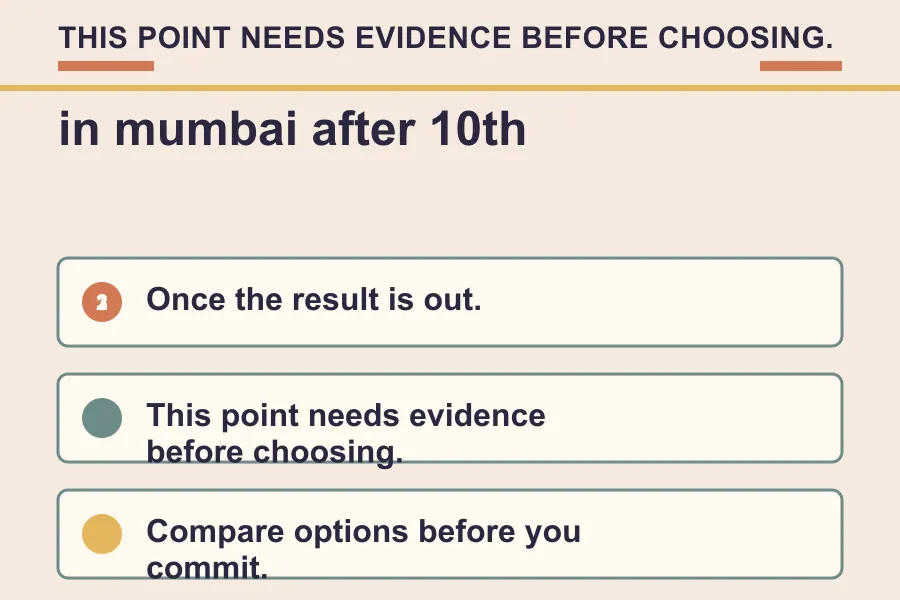 THIS POINT NEEDS EVIDENCE BEFORE CHOOSING.
in mumbai after 10th
Once the result is out.
This point needs evidence
before choosing.
Compare options before you
commit.